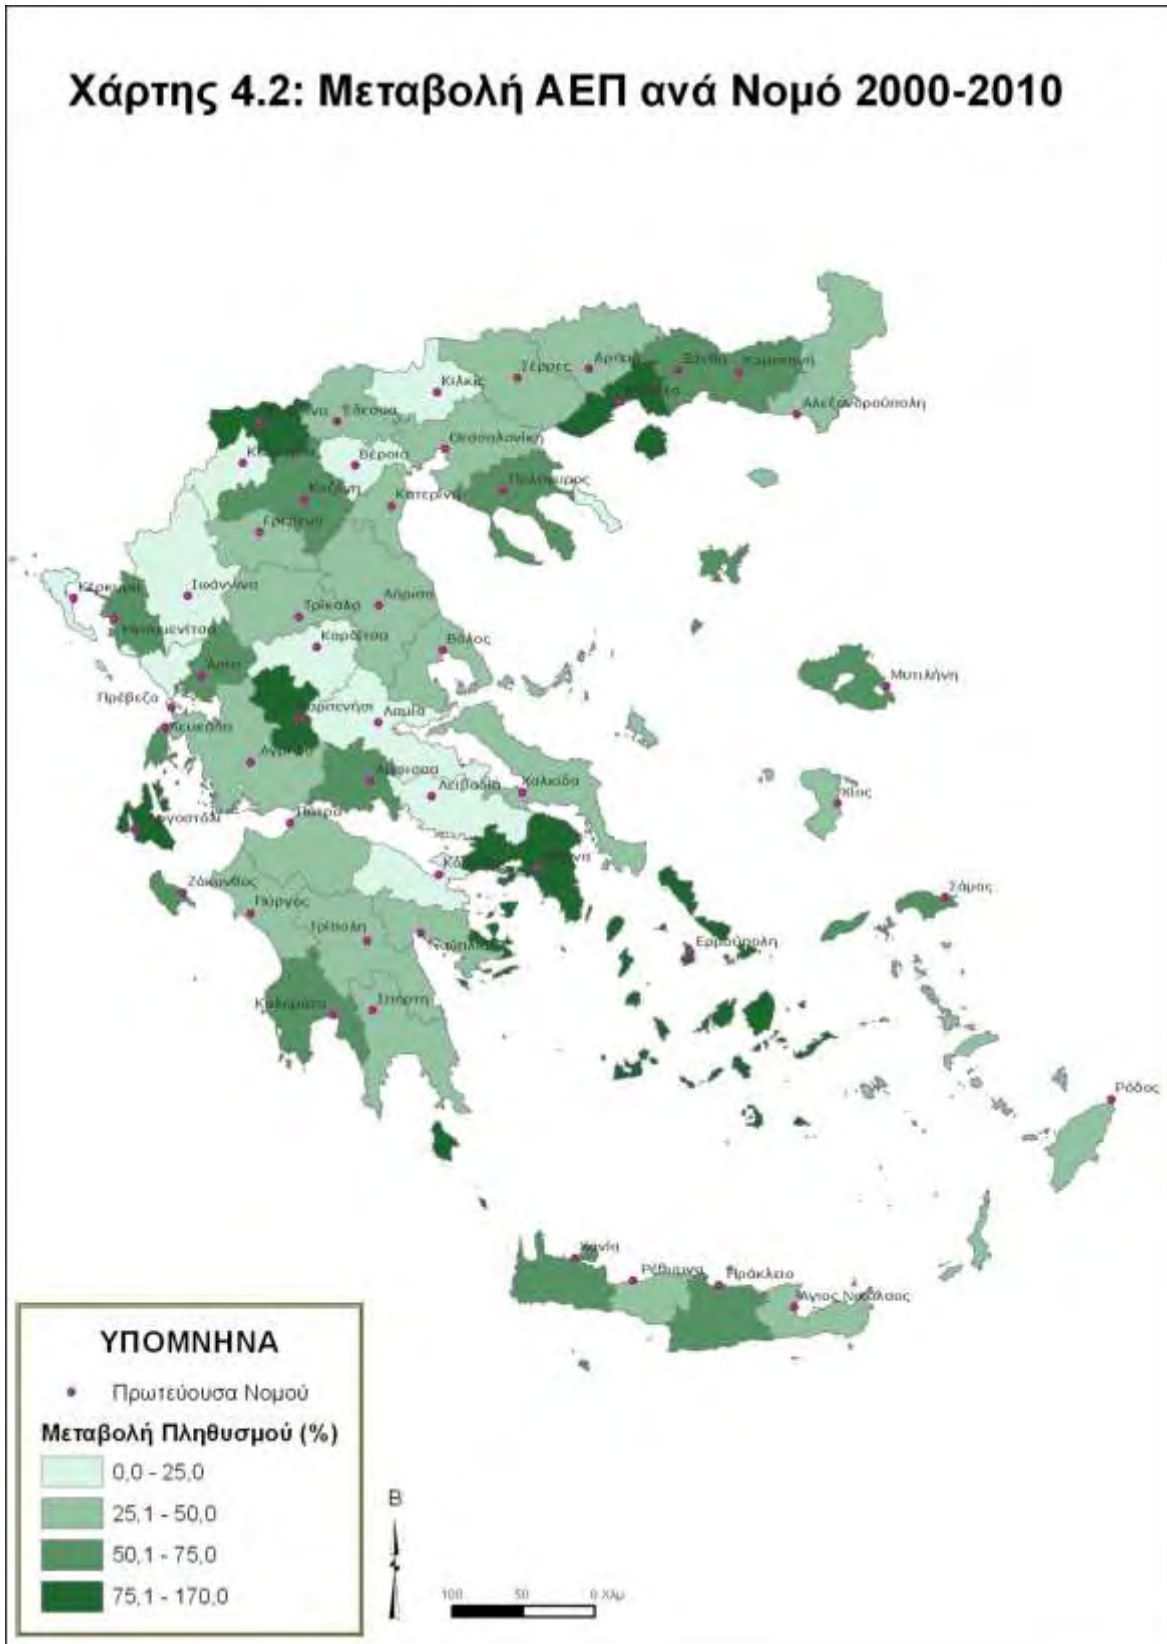 Χάρτης 4.2: Μεταβολή ΑΕΠ ανά Νομό 2000-2010
Κιλκίς
Σέρρες
Δράμα
Ξάνθη
Κομοτηνή
Αλεξανδρούπολη
Έδεσσα
Θεσσαλονίκη
Βέροια
Πολύγυρος
Κοζάνη
Κατερίνη
Γρεβενά
Κέρκυρα
Ιωάννινα
Ηγουμενίτσα
Τρίκαλα
Λάρισα
Καρδίτσα
Βόλος
Άρτα
Μυτιλήνη
Πρέβεζα
Καρπενήσι
Λαμία
Λευκάδα
Αγρίνιο
Άμφισσα
Λειβαδιά
Χαλκίδα
Χίος
Αργοστόλι
Πάτρα
Ζάκυνθος
Σάμος
Πύργος
Τρίπολη
Ναύπλιο
Ερμούπολη
Καλαμάτα
Σπάρτη
Ρόδος
Χανιά
Ρέθυμνο
Ηράκλειο
Άγιος Νικόλαος
ΥΠΟΜΝΗΝΑ
Πρωτεύουσα Νομού
Μεταβολή Πληθυσμού (%)
0,0 - 25,0
25,1 - 50,0
50,1 - 75,0
75,1 - 170,0
Β
100 50 0 Χλμ